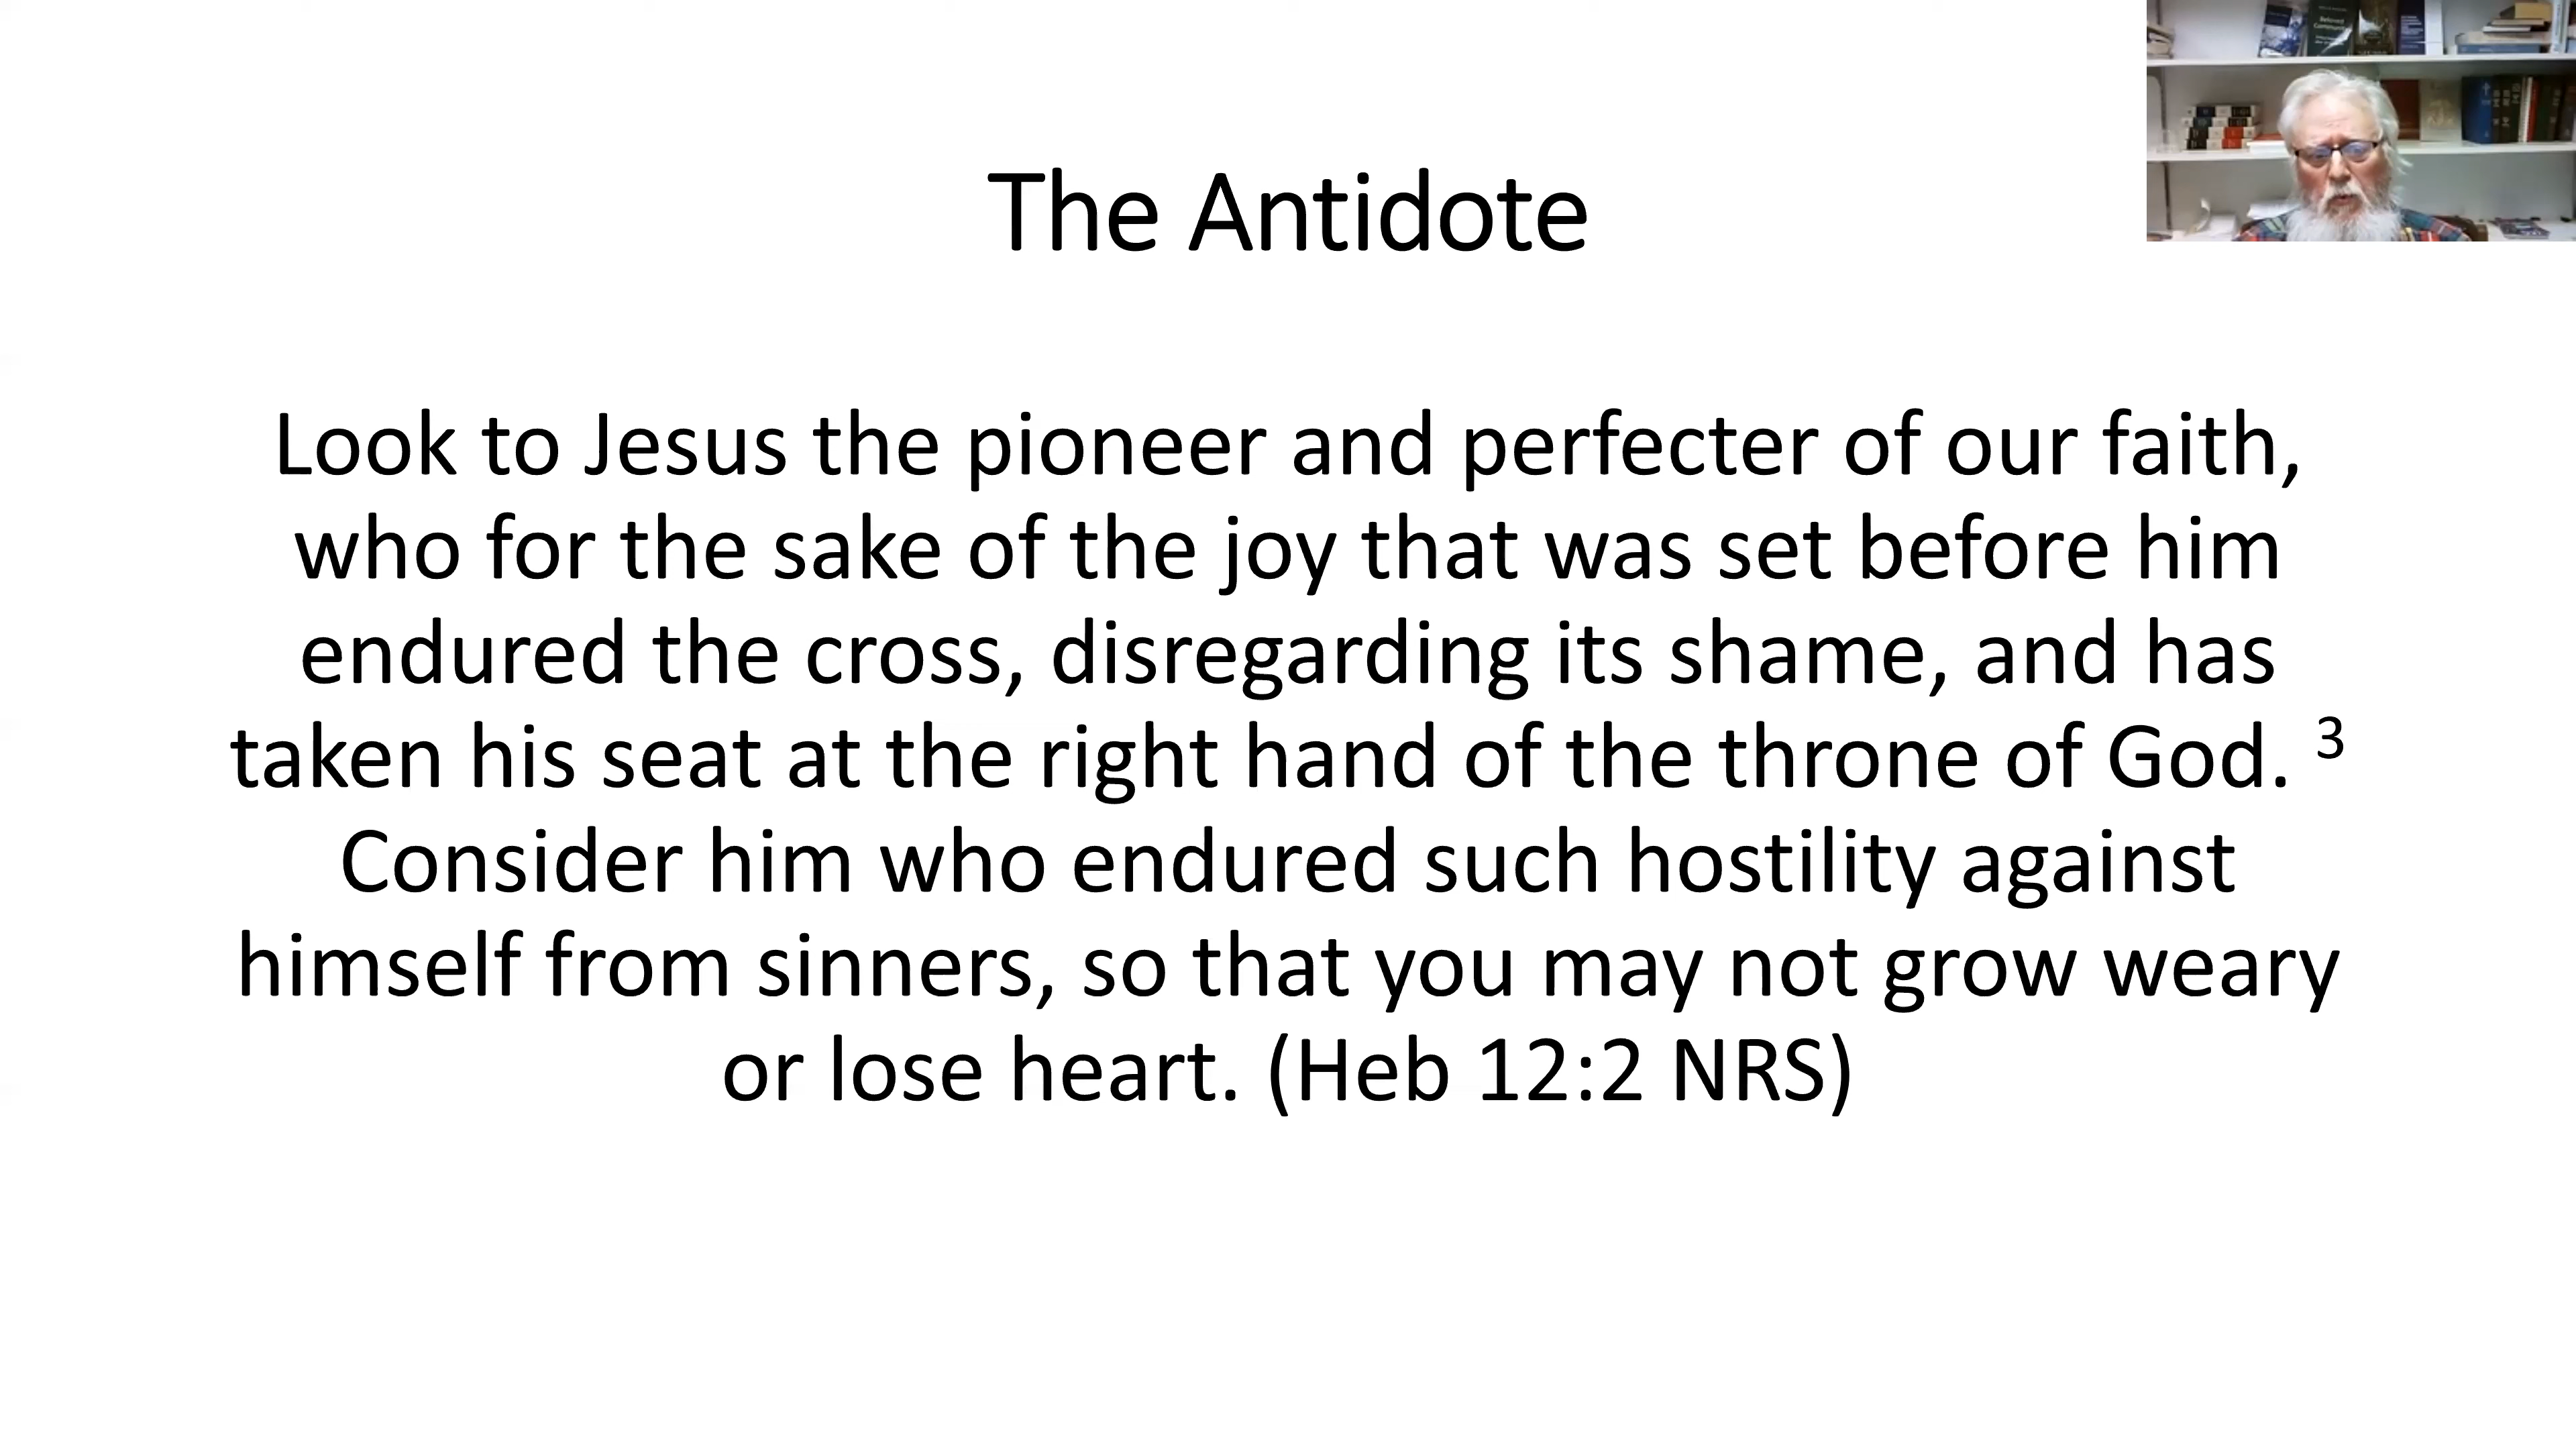 The Antidote
Look to Jesus the pioneer and perfecter of our faith,
who for the sake of the joy that was set before him
endured the cross, disregarding its shame, and has
taken his seat at the right hand of the throne of God. 3
Consider him who endured such hostility against
himself from sinners, so that you may not grow weary
or lose heart. (Heb 12:2 NRS)